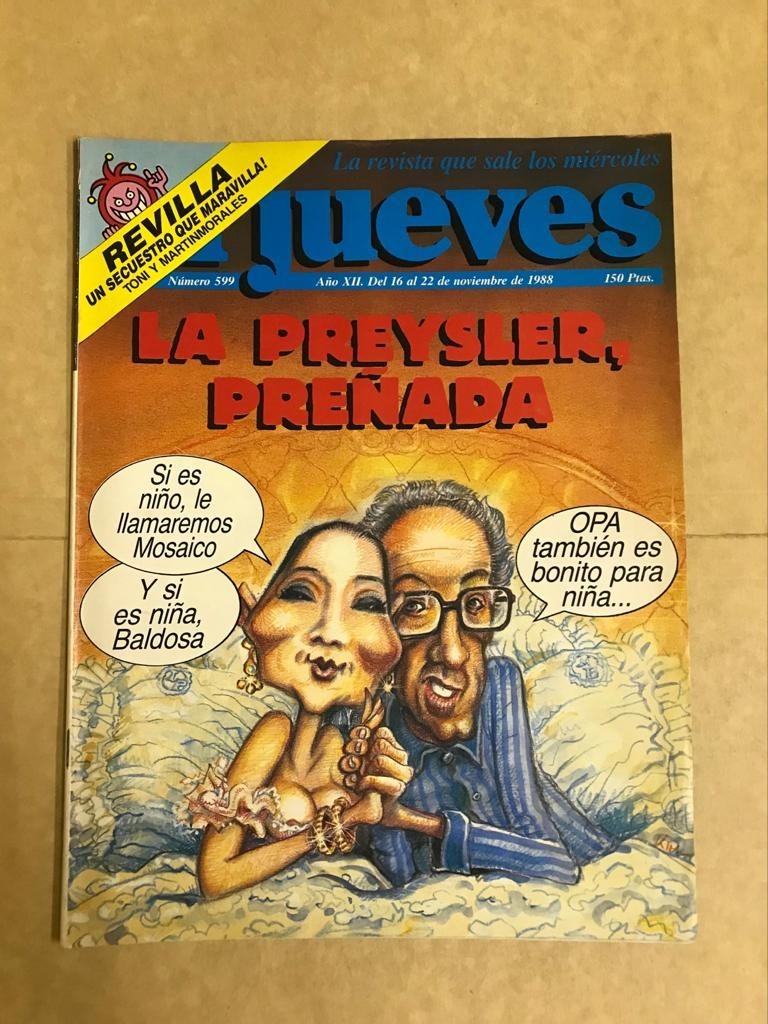 REVILLA
UN SECUESTRO QUE MARAVILLA!
TONI Y MARTINMORALES
La revista que sale los miércoles
jueves
Número 599
Año XII. Del 16 al 22 de noviembre de 1988
150 Ptas.
LA PREYSLER,
PREÑADA
Si es
niño, le
llamaremos
Mosaico
Y si
es niña,
Baldosa
OPA
también es
bonito para
niña...